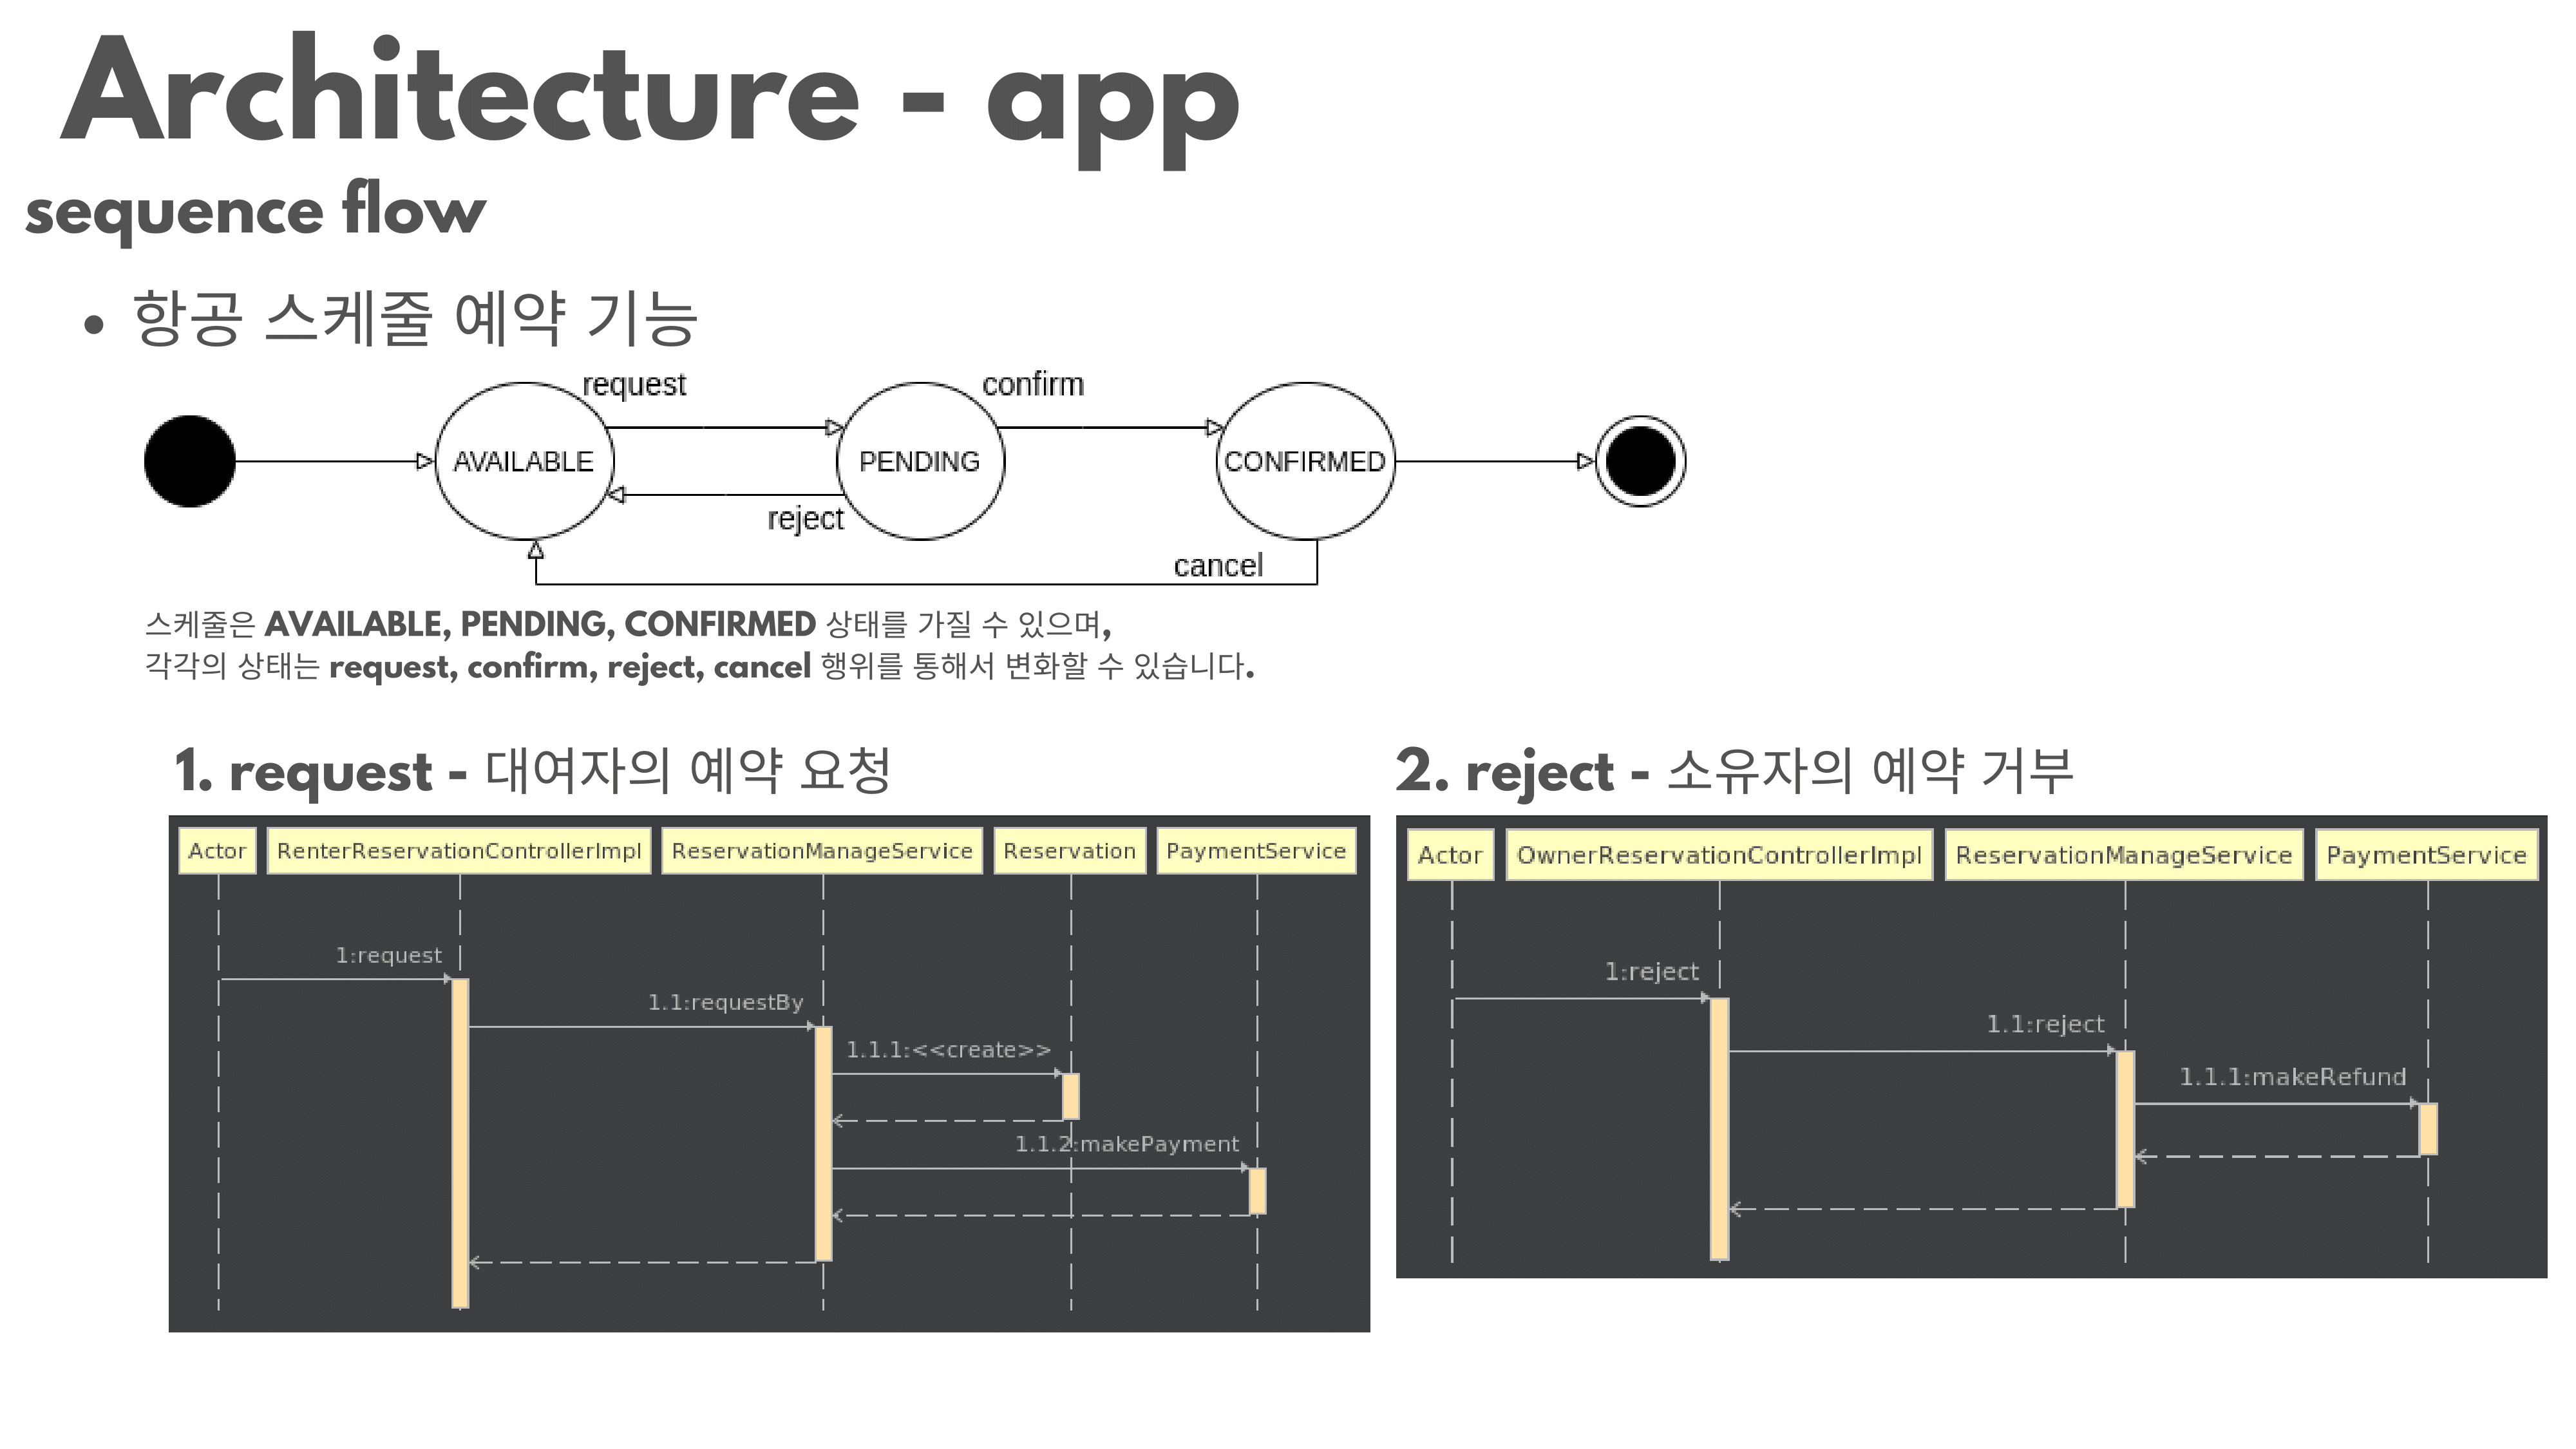 Architecture - app
sequence flow
• 항공 스케줄 예약 기능
request
confirm
AVAILABLE
PENDING
CONFIRMED
reject
cancel
스케줄은 AVAILABLE, PENDING, CONFIRMED 상태를 가질 수 있으며,
각각의 상태는 request, confirm, reject, cancel 행위를 통해서 변화할 수 있습니다.
1. request - 대여자의 예약 요청
Actor
RenterReservationControllerImpl
ReservationManageService
Reservation
PaymentService
1:request
1.1:requestBy
1.1.1:<<create>>
1.1.2:makePayment
2. reject - 소유자의 예약 거부
Actor
OwnerReservationControllerImpl
ReservationManageService
PaymentService
1:reject
1.1:reject
1.1.1:makeRefund